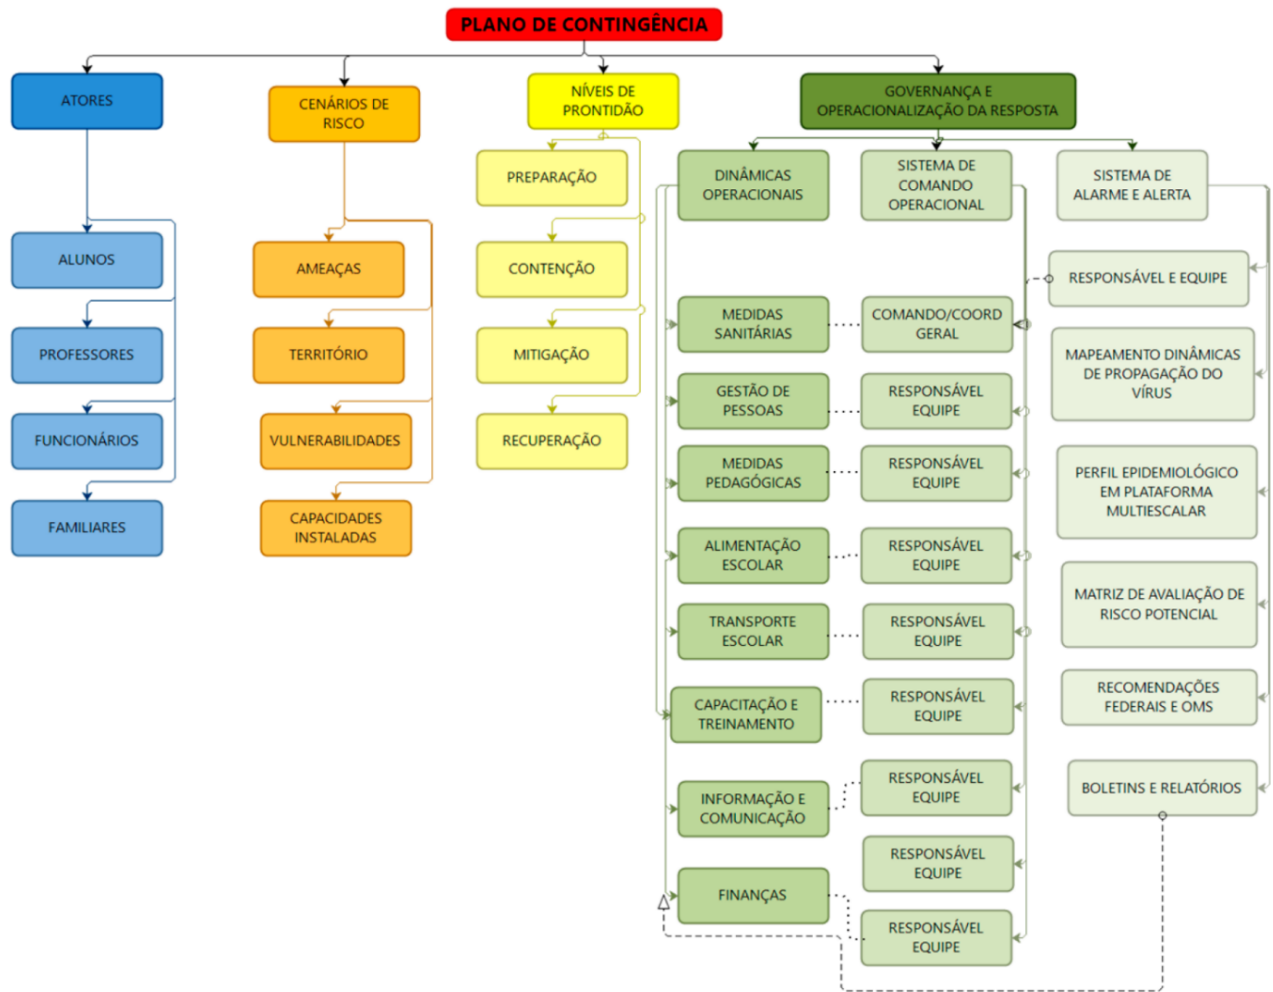 PLANO DE CONTINGÊNCIA
ATORES
ALUNOS
PROFESSORES
FUNCIONÁRIOS
FAMILIARES
CENÁRIOS DE
RISCO
AMEAÇAS
TERRITÓRIO
VULNERABILIDADES
CAPACIDADES
INSTALADAS
NÍVEIS DE
PRONTIDÃO
PREPARAÇÃO
CONTENÇÃO
MITIGAÇÃO
RECUPERAÇÃO
GOVERNANÇA E
OPERACIONALIZAÇÃO DA RESPOSTA
DINÂMICAS
OPERACIONAIS
MEDIDAS
SANITÁRIAS
GESTÃO DE
PESSOAS
MEDIDAS
PEDAGÓGICAS
ALIMENTAÇÃO
ESCOLAR
TRANSPORTE
ESCOLAR
CAPACITAÇÃO E
TREINAMENTO
INFORMAÇÃO E
COMUNICAÇÃO
FINANÇAS
SISTEMA DE
COMANDO
OPERACIONAL
COMANDO/COORD
GERAL
RESPONSÁVEL
EQUIPE
RESPONSÁVEL
EQUIPE
RESPONSÁVEL
EQUIPE
RESPONSÁVEL
EQUIPE
RESPONSÁVEL
EQUIPE
RESPONSÁVEL
EQUIPE
RESPONSÁVEL
EQUIPE
RESPONSÁVEL
EQUIPE
SISTEMA DE
ALARME E ALERTA
RESPONSÁVEL E EQUIPE
MAPEAMENTO DINÂMICAS
DE PROPAGAÇÃO DO
VÍRUS
PERFIL EPIDEMIOLÓGICO
EM PLATAFORMA
MULTIESCALAR
MATRIZ DE AVALIAÇÃO DE
RISCO POTENCIAL
RECOMENDAÇÕES
FEDERAIS E OMS
BOLETINS E RELATÓRIOS